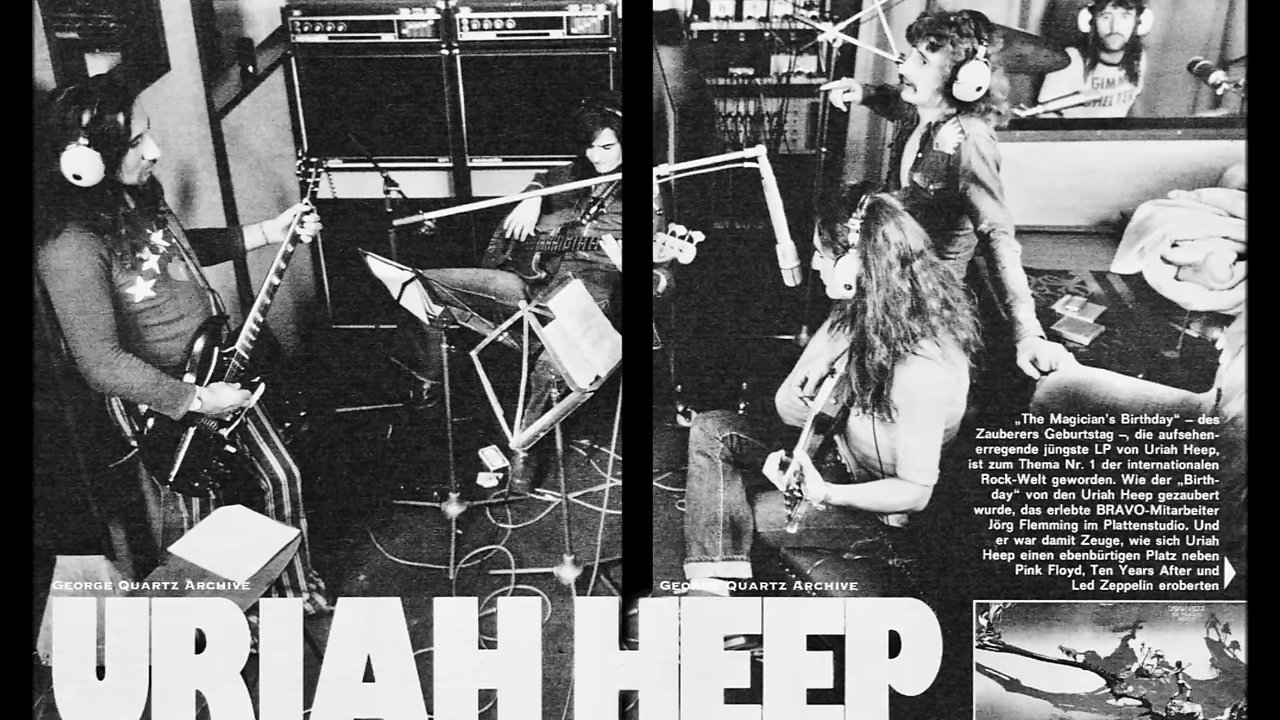 GIMME
SHELTER
„The Magician's Birthday“ – des
Zauberers Geburtstag –, die aufsehen-
erregende jüngste LP von Uriah Heep,
ist zum Thema Nr. 1 der internationalen
Rock-Welt geworden. Wie der „Birth-
day“ von den Uriah Heep gezaubert
wurde, das erlebte BRAVO-Mitarbeiter
Jörg Flemming im Plattenstudio. Und
er war damit Zeuge, wie sich Uriah
Heep einen ebenbürtigen Platz neben
Pink Floyd, Ten Years After und
Led Zeppelin eroberten
GEORGE QUARTZ ARCHIVE
GEORGE QUARTZ ARCHIVE
URIAH HEEP